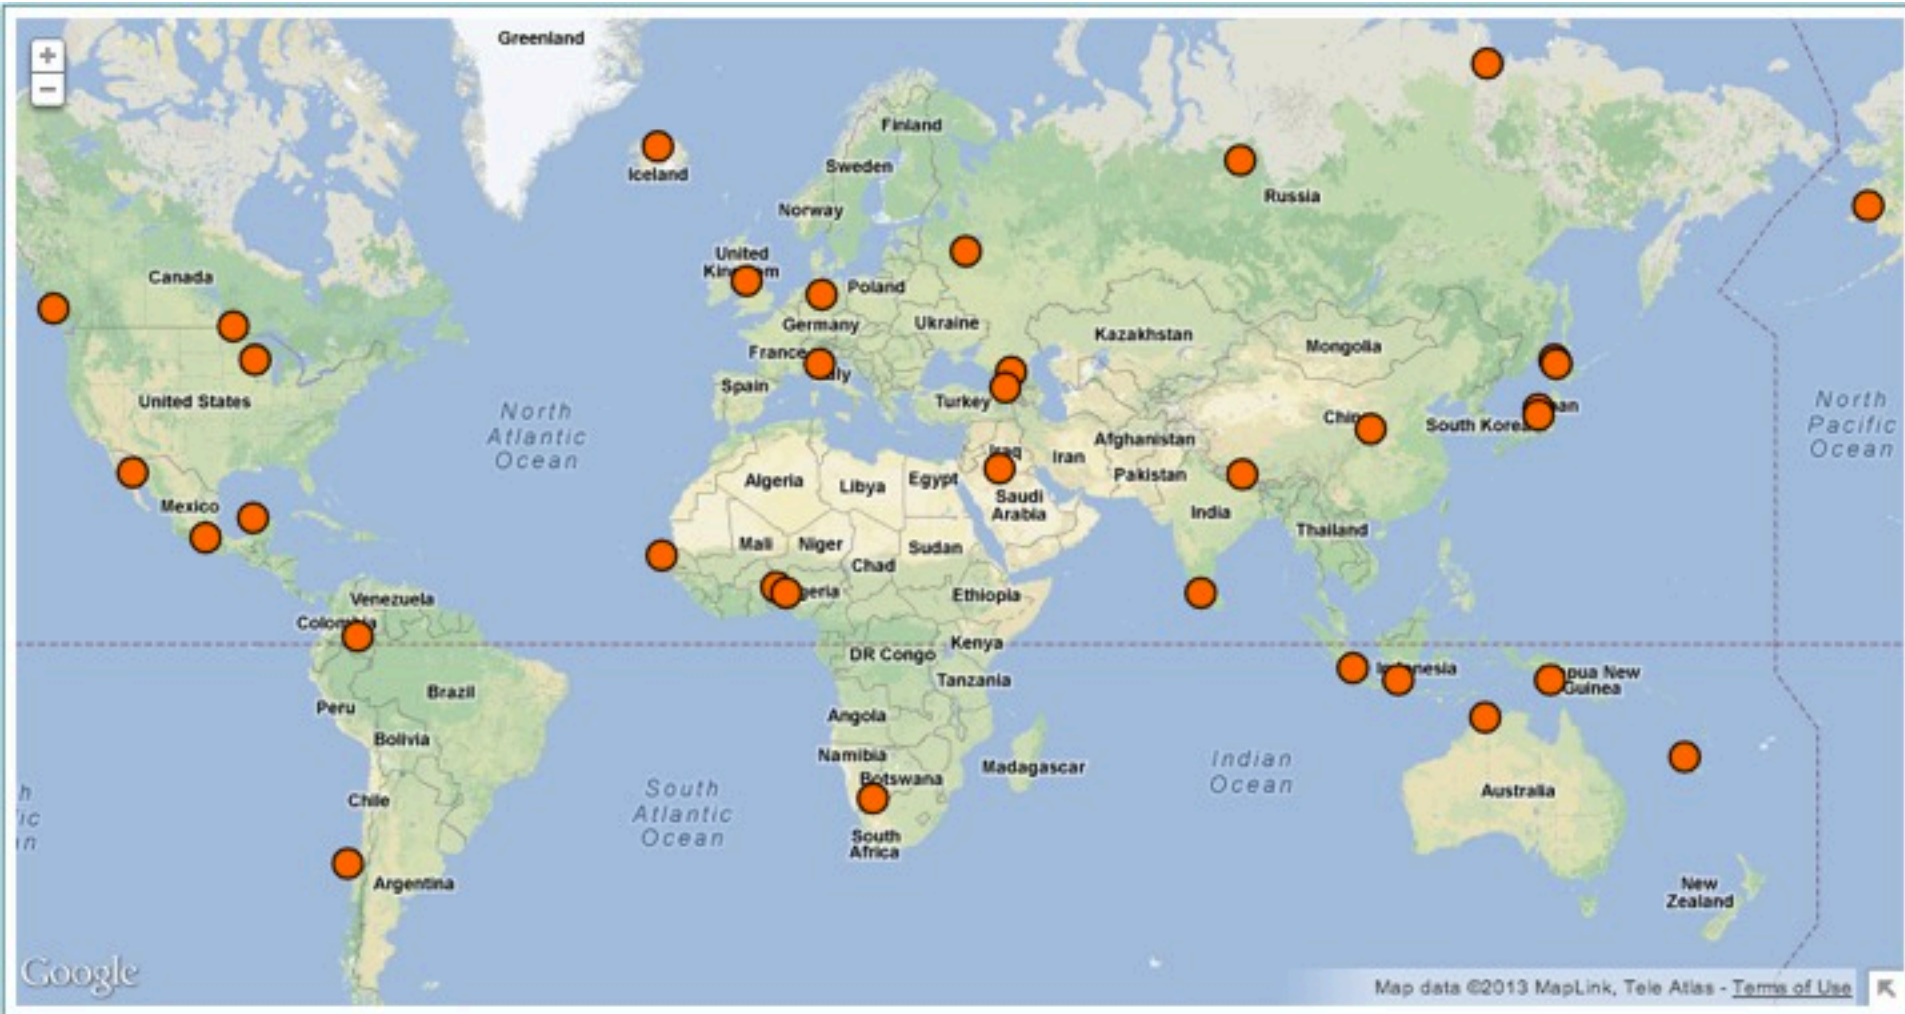 Greenland
+
−
Finland
Iceland
Sweden
Russia
Norway
United
Canada
Poland
Germany
Ukraine
Kazakhstan
Mongolia
France
Spain
United States
Turkey
North
Atlantic
Ocean
South
Afghanistan
Iran
North
Pacific
Ocean
Pakistan
Algeria
Libya
Egypt
Saudi
Arabia
Mexico
India
Thailand
Mali
Niger
Sudan
Chad
Ethiopia
Venezuela
Kenya
DR Congo
Tanzania
Brazil
Peru
Guinea
Angola
Bolivia
Namibia
Botswana
Madagascar
Indian
Ocean
South
Atlantic
Ocean
Chile
Australia
South
Africa
Argentina
New
Zealand
Google
Map data ©2013 MapLink, Tele Atlas - Terms of Use